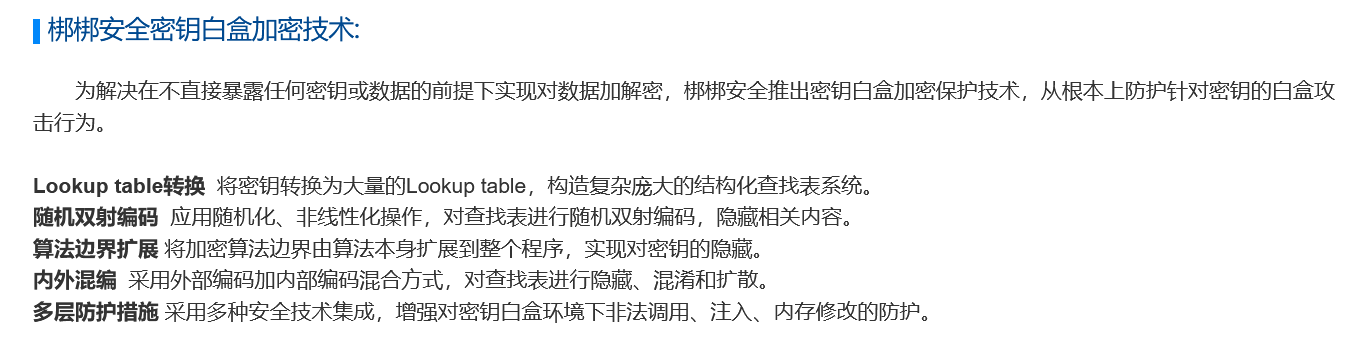 梆梆安全密钥白盒加密技术:
为解决在不直接暴露任何密钥或数据的前提下实现对数据加解密，梆梆安全推出密钥白盒加密保护技术，从根本上防护针对密钥的白盒攻
击行为。
Lookup table转换 将密钥转换为大量的Lookup table，构造复杂庞大的结构化查找表系统。
随机双射编码 应用随机化、非线性化操作，对查找表进行随机双射编码，隐藏相关内容。
算法边界扩展 将加密算法边界由算法本身扩展到整个程序，实现对密钥的隐藏。
内外混编 采用外部编码加内部编码混合方式，对查找表进行隐藏、混淆和扩散。
多层防护措施 采用多种安全技术集成，增强对密钥白盒环境下非法调用、注入、内存修改的防护。